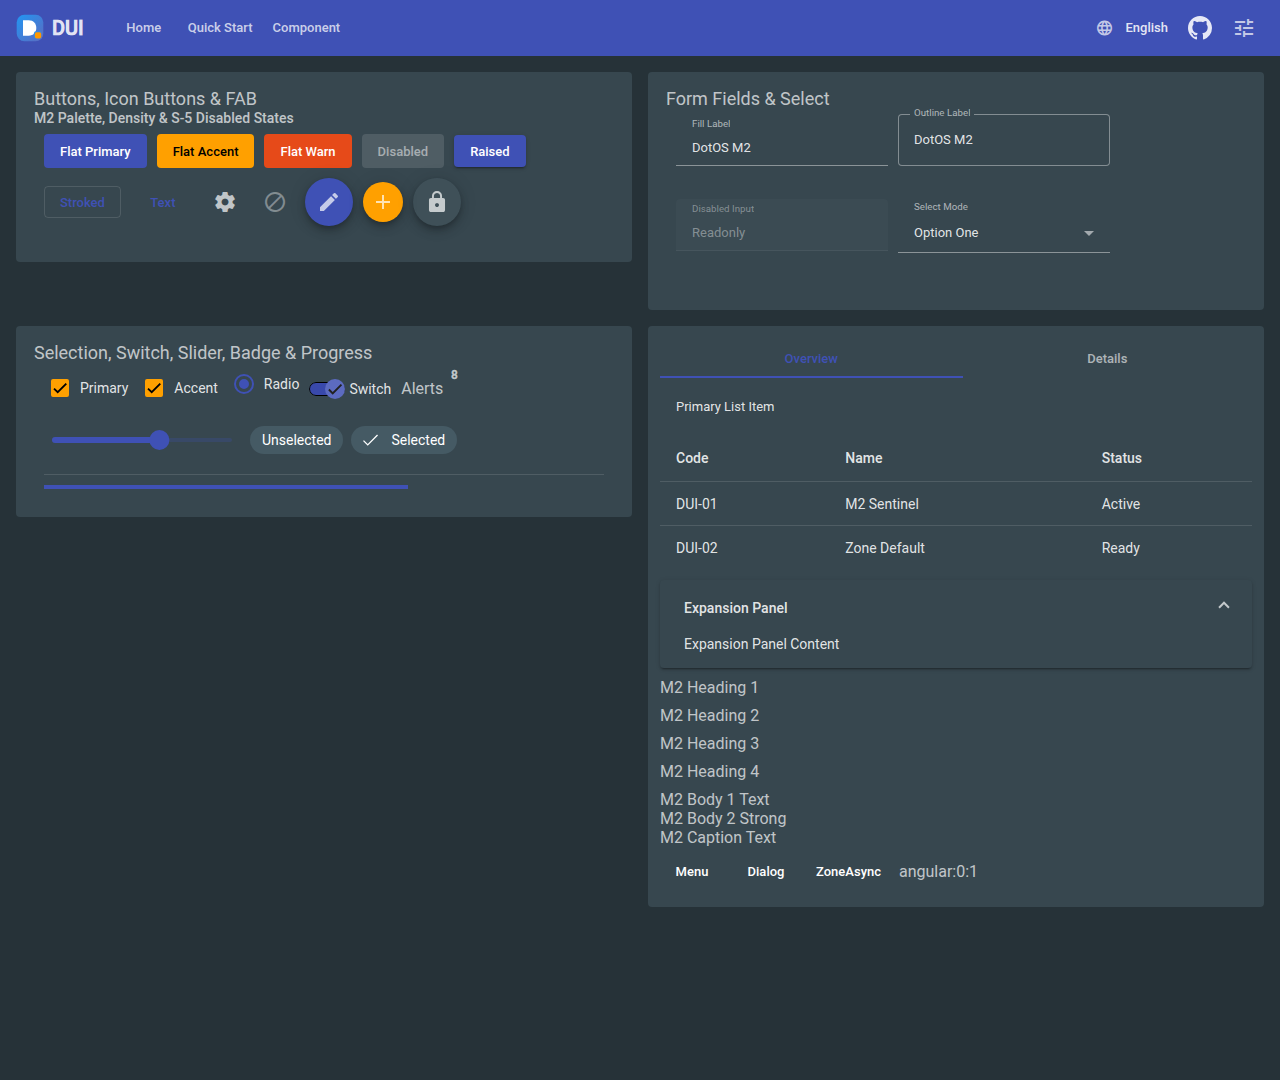 DUI
Home Quick Start Component
English
Buttons, Icon Buttons & FAB
M2 Palette, Density & S-5 Disabled States
Flat Primary Flat Accent Flat Warn Disabled Raised
Stroked Text
Form Fields & Select
Fill Label
DotOS M2
Outline Label
DotOS M2
Disabled Input
Readonly
Select Mode
Option One
Selection, Switch, Slider, Badge & Progress
Primary Accent Radio Switch Alerts 8
Unselected Selected
Overview Details
Primary List Item
Code Name Status
DUI-01 M2 Sentinel Active
DUI-02 Zone Default Ready
Expansion Panel
Expansion Panel Content
M2 Heading 1
M2 Heading 2
M2 Heading 3
M2 Heading 4
M2 Body 1 Text
M2 Body 2 Strong
M2 Caption Text
Menu Dialog ZoneAsync angular:0:1